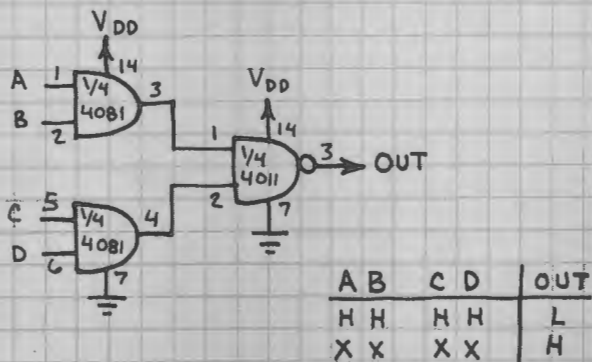 VDD
14
A 1 1/4 4081 3
B 2
VDD
14
1 1/4 4011 3 OUT
2
7
C 5 1/4 4081 4
D 6
7
A B C D OUT
H H H H L
X X X X H